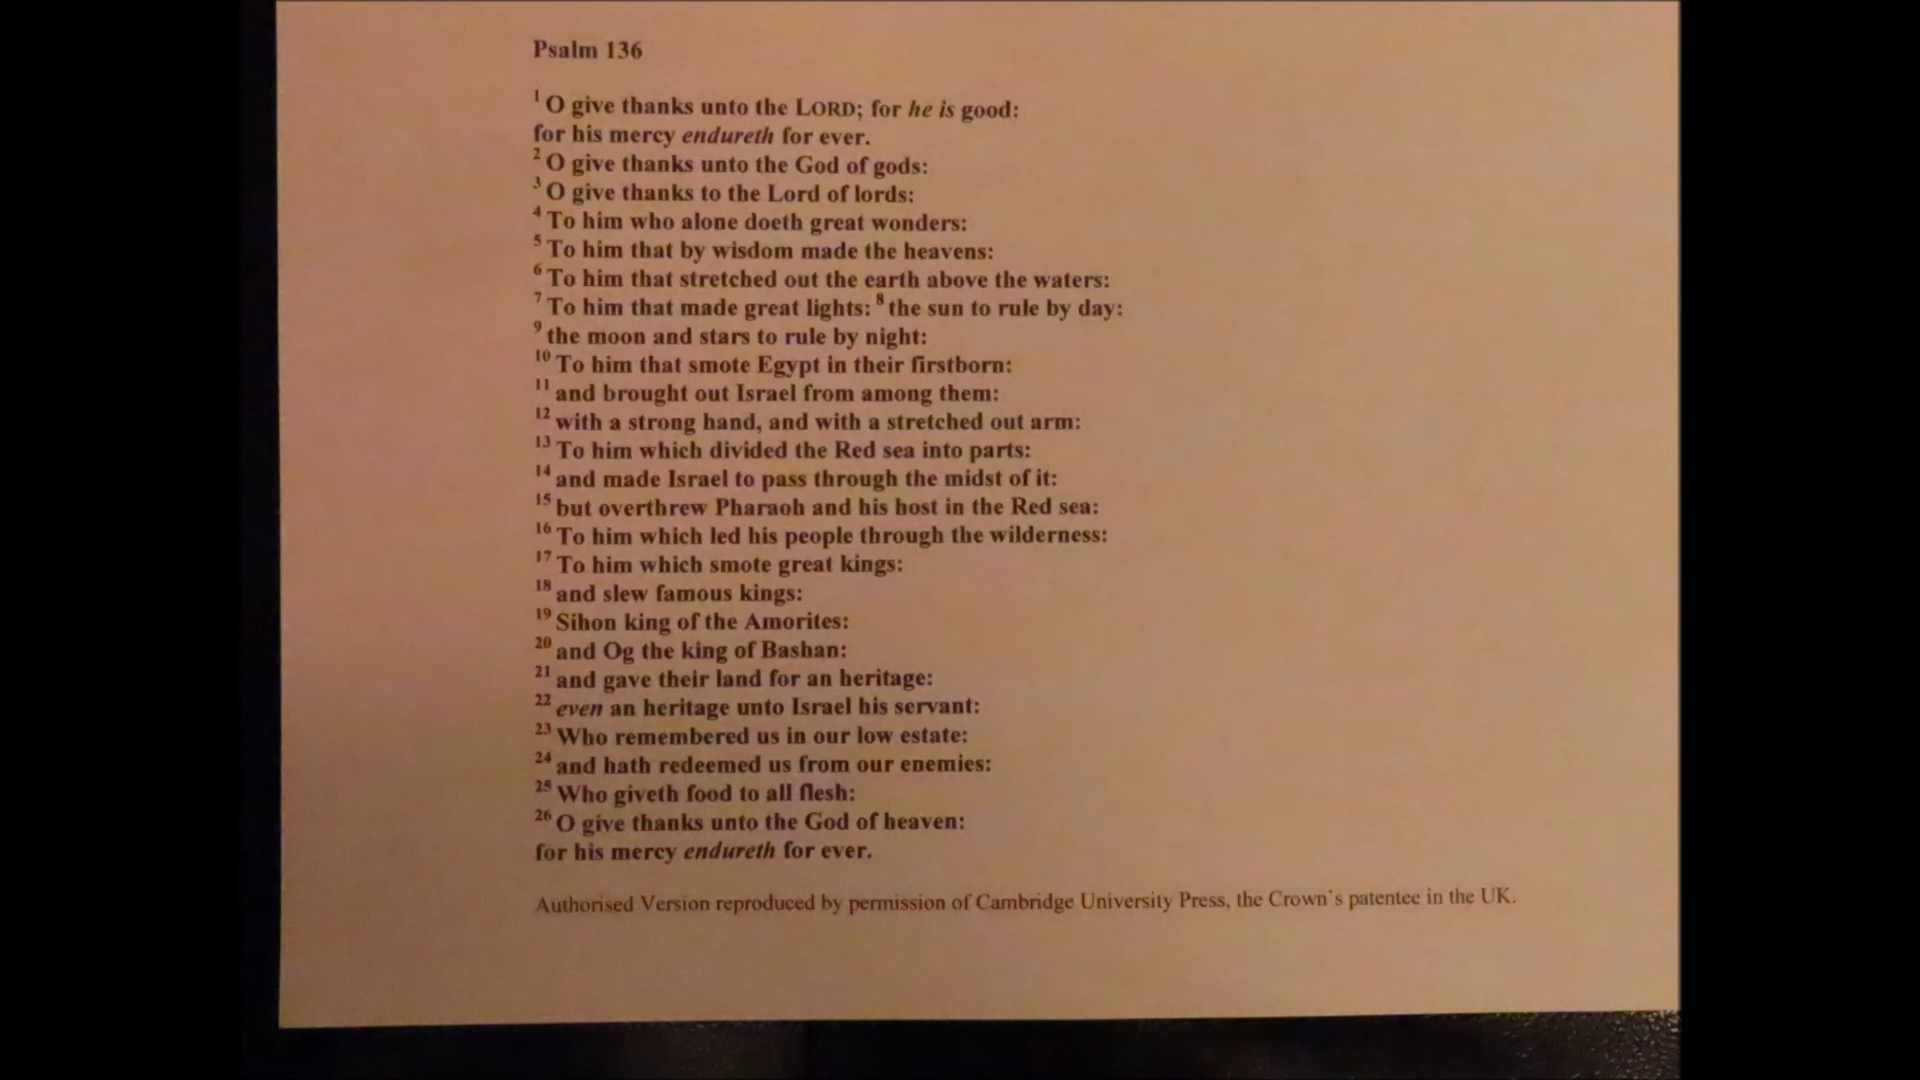 Psalm 136
1 O give thanks unto the LORD; for he is good:
for his mercy endureth for ever.
2 O give thanks unto the God of gods:
3 O give thanks to the Lord of lords:
4 To him who alone doeth great wonders:
5 To him that by wisdom made the heavens:
6 To him that stretched out the earth above the waters:
7 To him that made great lights: 8 the sun to rule by day:
9 the moon and stars to rule by night:
10 To him that smote Egypt in their firstborn:
11 and brought out Israel from among them:
12 with a strong hand, and with a stretched out arm:
13 To him which divided the Red sea into parts:
14 and made Israel to pass through the midst of it:
15 but overthrew Pharaoh and his host in the Red sea:
16 To him which led his people through the wilderness:
17 To him which smote great kings:
18 and slew famous kings:
19 Sihon king of the Amorites:
20 and Og the king of Bashan:
21 and gave their land for an heritage:
22 even an heritage unto Israel his servant:
23 Who remembered us in our low estate:
24 and hath redeemed us from our enemies:
25 Who giveth food to all flesh:
26 O give thanks unto the God of heaven:
for his mercy endureth for ever.
Authorised Version reproduced by permission of Cambridge University Press, the Crown's patentee in the UK.